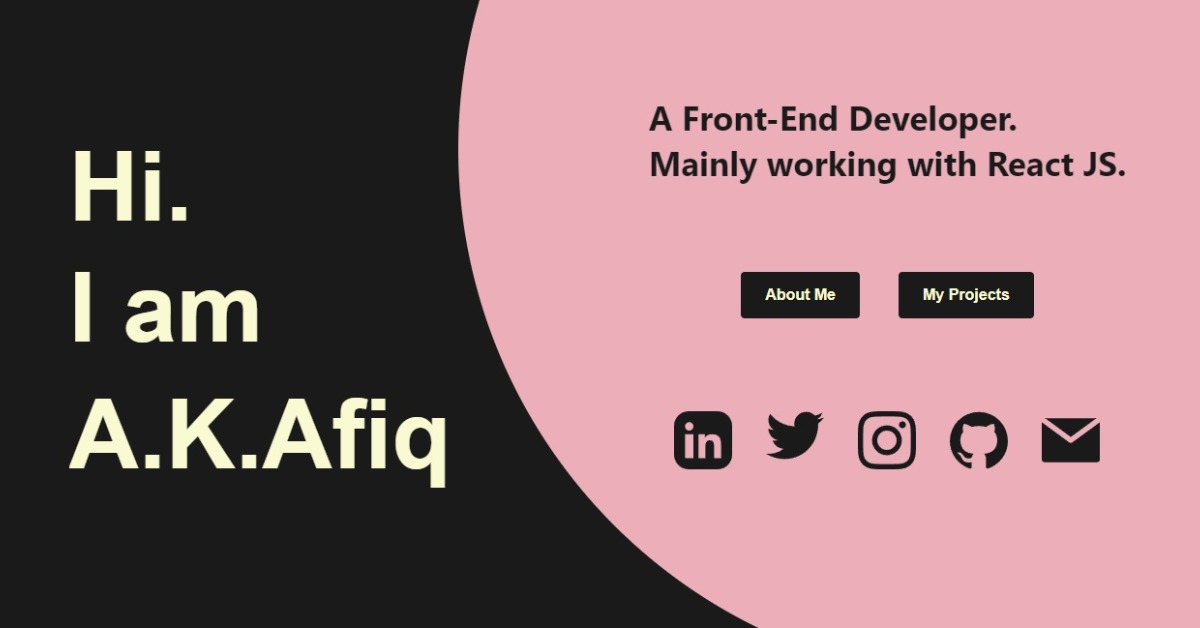 Hi.
I am
A.K.Afiq
A Front-End Developer.
Mainly working with React JS.
About Me
My Projects
in